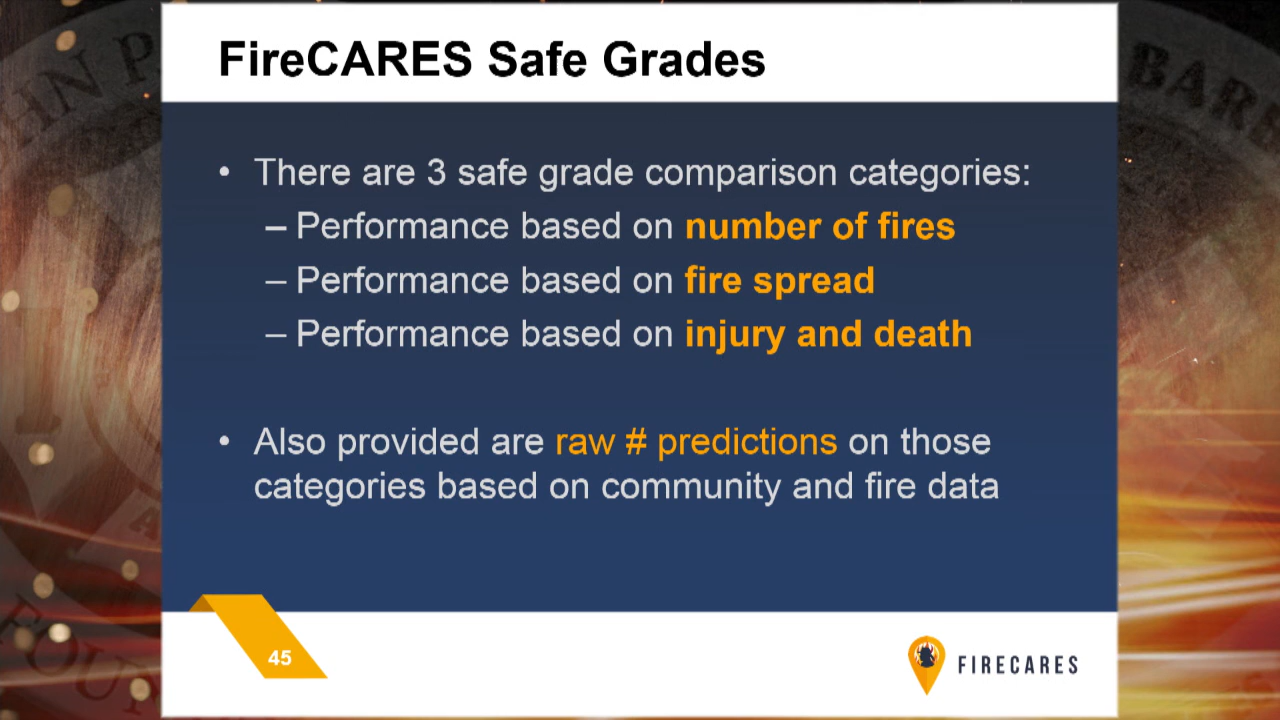 FireCARES Safe Grades
• There are 3 safe grade comparison categories:
– Performance based on number of fires
– Performance based on fire spread
– Performance based on injury and death
• Also provided are raw # predictions on those
categories based on community and fire data
45
FIRECARES